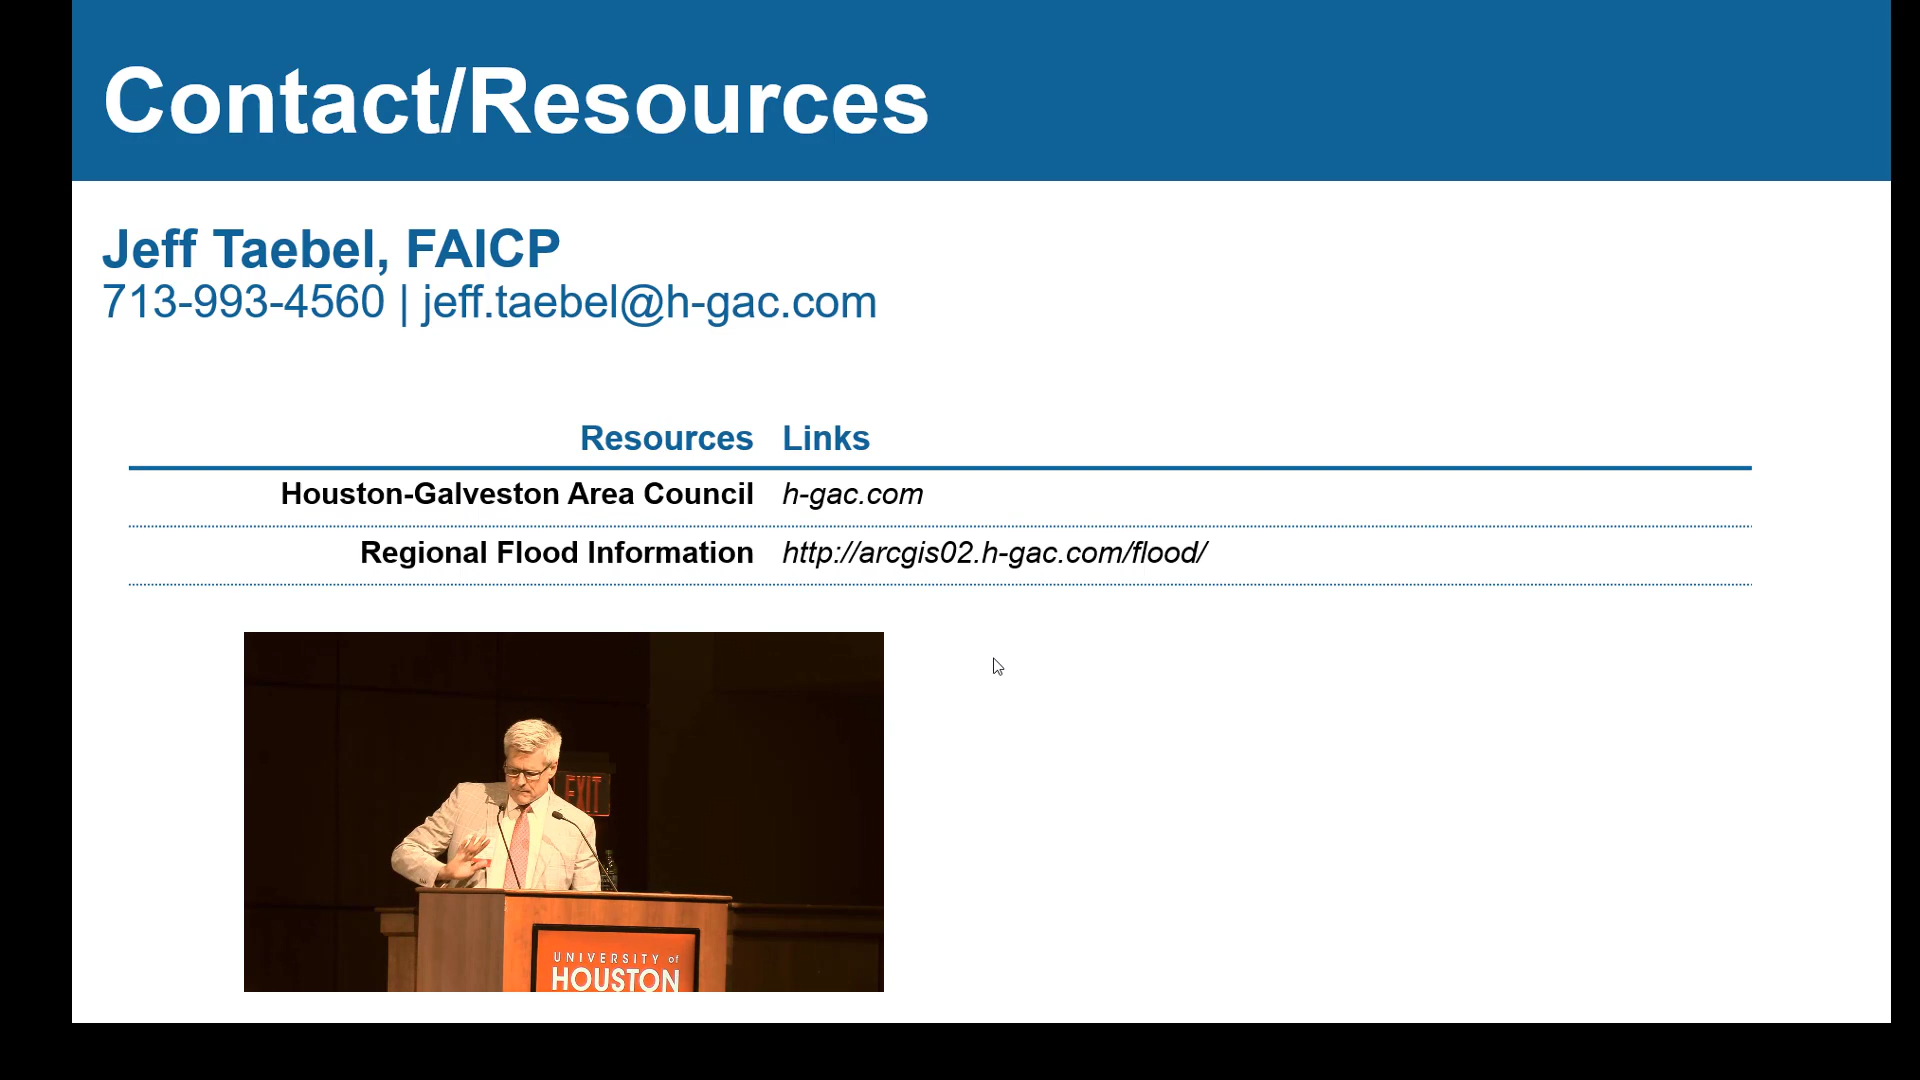 Contact/Resources
Jeff Taebel, FAICP
713-993-4560 | jeff.taebel@h-gac.com
Resources Links
Houston-Galveston Area Council h-gac.com
Regional Flood Information http://arcgis02.h-gac.com/flood/
EXIT
UNIVERSITY of
HOUSTON